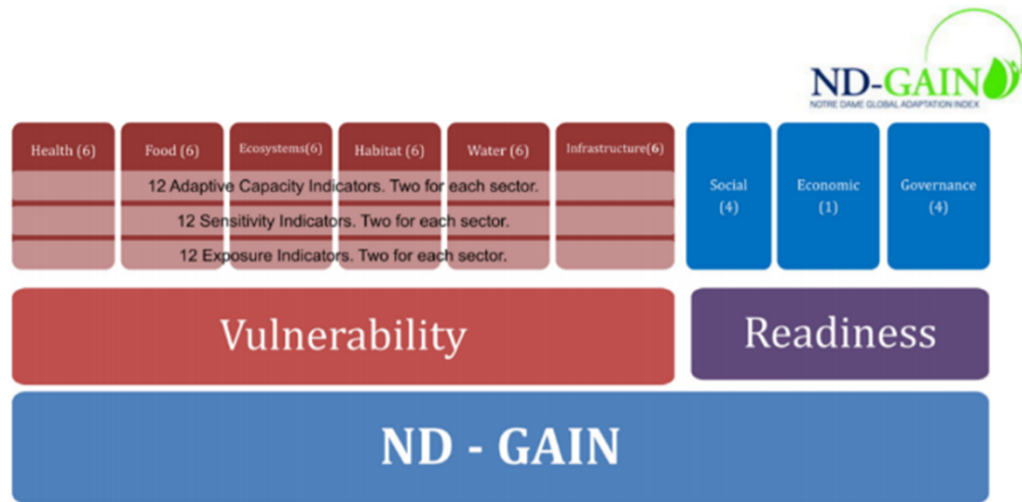 ND-GAIN
NOTRE DAME GLOBAL ADAPTATION INDEX
Health (6)
Food (6)
Ecosystems(6)
Habitat (6)
Water (6)
Infrastructure(6)
12 Adaptive Capacity Indicators. Two for each sector.
12 Sensitivity Indicators. Two for each sector.
12 Exposure Indicators. Two for each sector.
Social
(4)
Economic
(1)
Governance
(4)
Vulnerability
Readiness
ND - GAIN